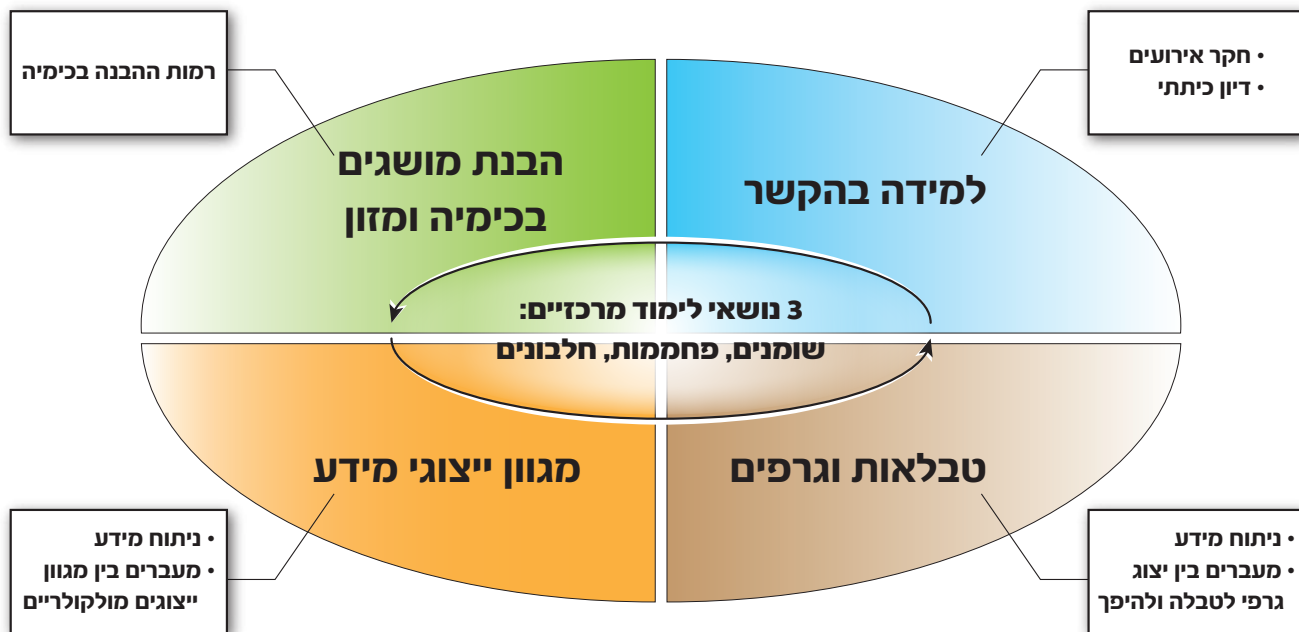 • חקר אירועים
• דיון כיתתי
רמות ההבנה בכימיה
למידה בהקשר
הבנת מושגים
בכימיה ומזון
3 נושאי לימוד מרכזיים:
שומנים, פחממות, חלבונים
טבלאות וגרפים
מגוון ייצוגי מידע
• ניתוח מידע
• מעברים בין יצוג
גרפי לטבלה ולהיפך
• ניתוח מידע
• מעברים בין מגוון
ייצוגים מולקולריים